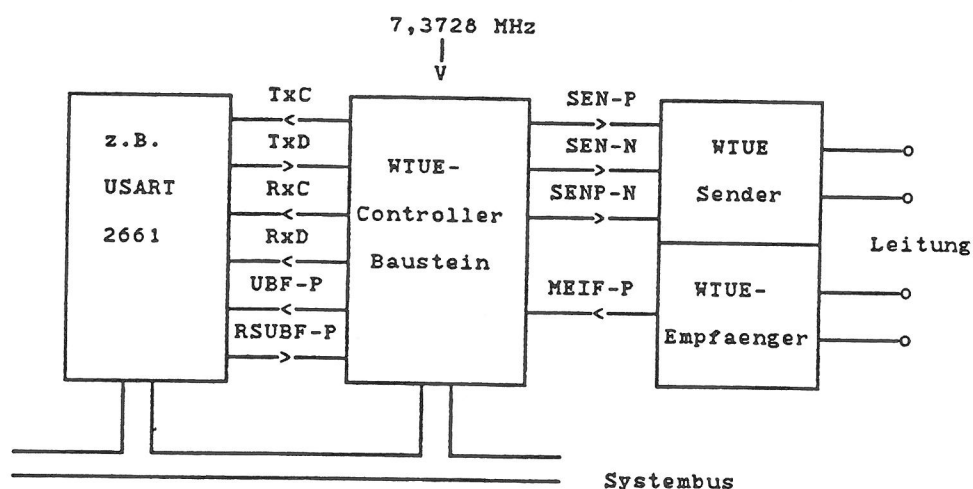 7,3728 MHz
TxC
TxD
RxC
RxD
UBF-P
RSUBF-P
z.B.
USART
2661
WTUE-
Controller
Baustein
SEN-P
SEN-N
SENP-N
MEIF-P
WTUE
Sender
WTUE-
Empfaenger
Leitung
Systembus